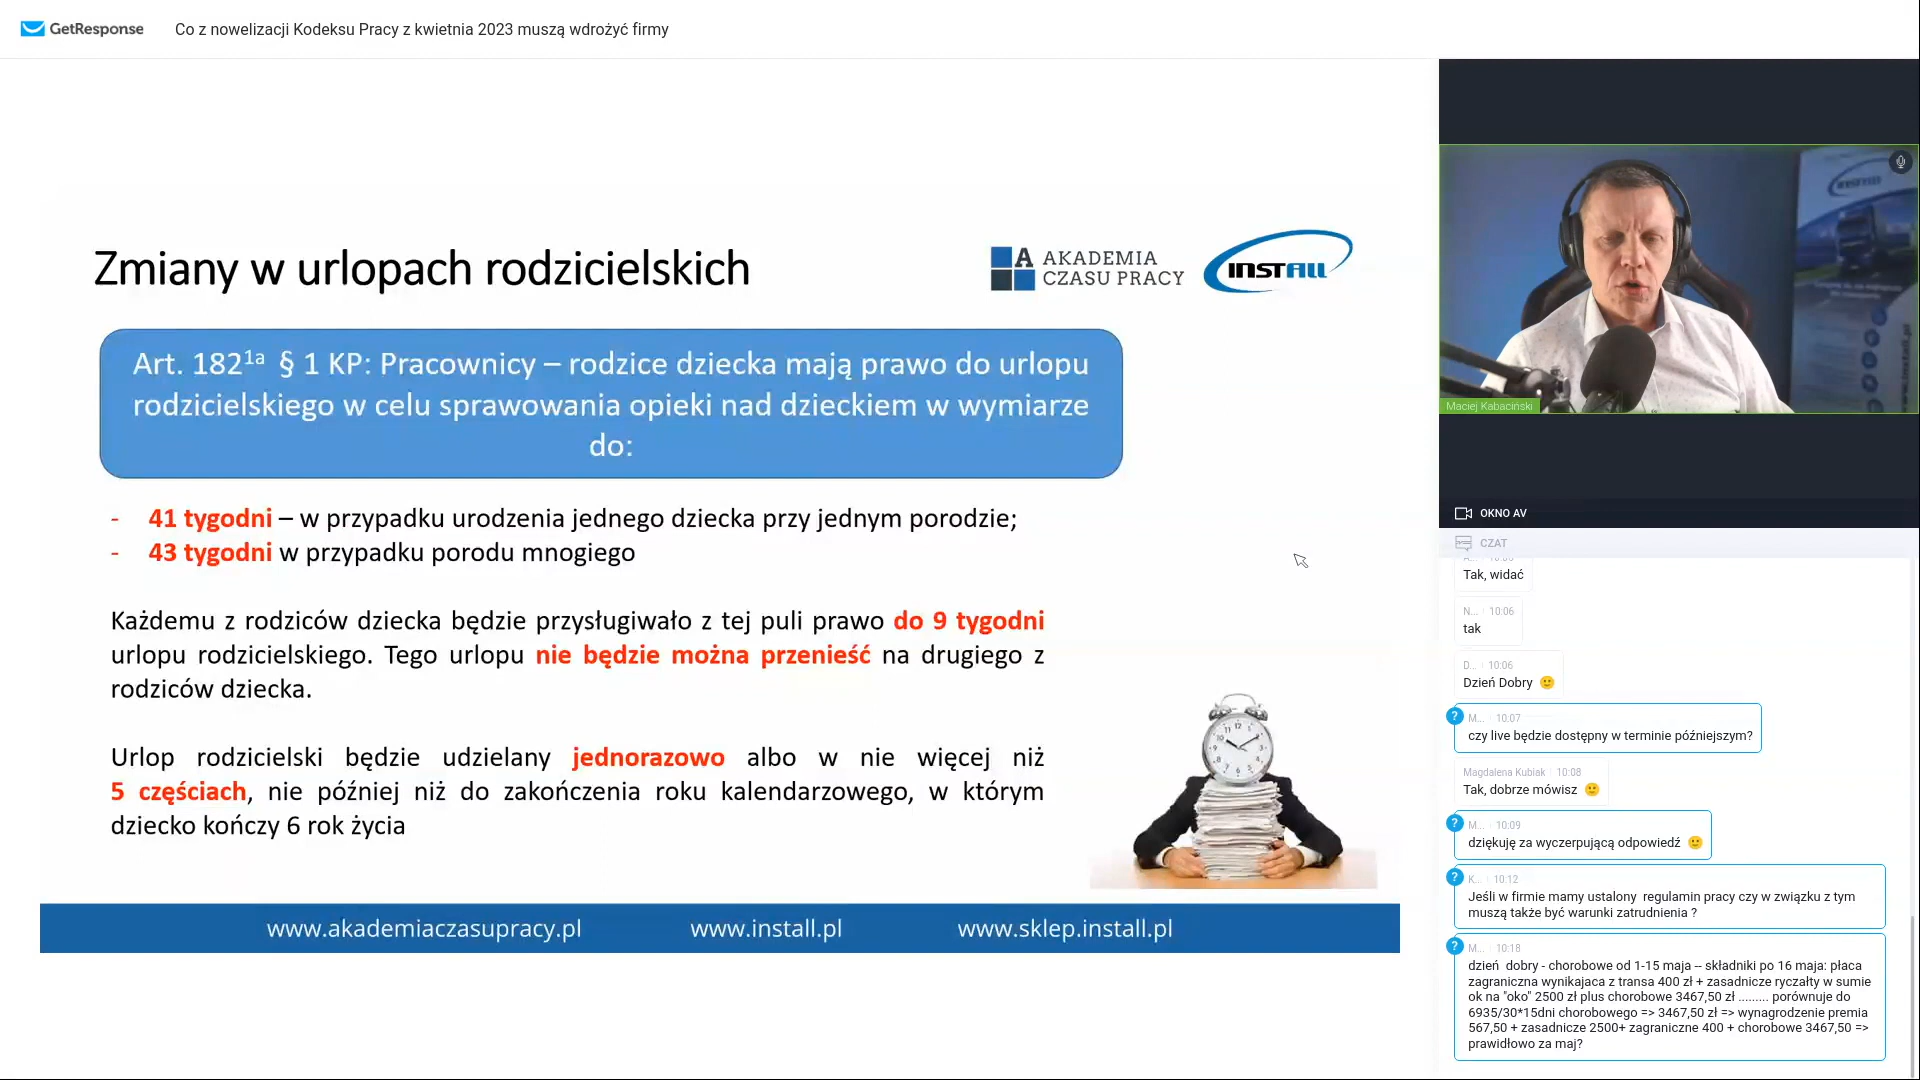 GetResponse
Co z nowelizacji Kodeksu Pracy z kwietnia 2023 muszą wdrożyć firmy
Zmiany w urlopach rodzicielskich
A AKADEMIA
CZASU PRACY
INSTALL
Art. 182¹ᵃ § 1 KP: Pracownicy – rodzice dziecka mają prawo do urlopu
rodzicielskiego w celu sprawowania opieki nad dzieckiem w wymiarze
do:
- 41 tygodni – w przypadku urodzenia jednego dziecka przy jednym porodzie;
- 43 tygodni w przypadku porodu mnogiego
Każdemu z rodziców dziecka będzie przysługiwało z tej puli prawo do 9 tygodni
urlopu rodzicielskiego. Tego urlopu nie będzie można przenieść na drugiego z
rodziców dziecka.
Urlop rodzicielski będzie udzielany jednorazowo albo w nie więcej niż
5 częściach, nie później niż do zakończenia roku kalendarzowego, w którym
dziecko kończy 6 rok życia
www.akademiaczasupracy.pl www.install.pl www.sklep.install.pl
Maciej Kabaciński
OKNO AV
CZAT
Tak, widać
N... 10:06
tak
D... 10:06
Dzień Dobry 🙂
? M... 10:07
czy live będzie dostępny w terminie późniejszym?
Magdalena Kubiak 10:08
Tak, dobrze mówisz 🙂
? M... 10:09
dziękuję za wyczerpującą odpowiedź 🙂
? K... 10:12
Jeśli w firmie mamy ustalony regulamin pracy czy w związku z tym
muszą także być warunki zatrudnienia ?
? M... 10:18
dzień dobry - chorobowe od 1-15 maja -- składniki po 16 maja: płaca
zagraniczna wynikajaca z transa 400 zł + zasadnicze ryczałty w sumie
ok na "oko" 2500 zł plus chorobowe 3467,50 zł ......... porównuje do
6935/30*15dni chorobowego => 3467,50 zł => wynagrodzenie premia
567,50 + zasadnicze 2500+ zagraniczne 400 + chorobowe 3467,50 =>
prawidłowo za maj?